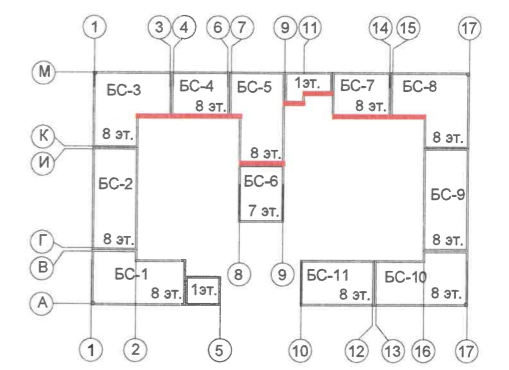 1 3 4 6 7 9 11 14 15 17
М
БС-3 БС-4 БС-5 1эт. БС-7 БС-8
8 эт. 8 эт. 8 эт. 8 эт. 8 эт.
К
И
БС-2 БС-6 БС-9
8 эт. 7 эт. 8 эт.
Г
В
8 9
БС-1 БС-11 БС-10
8 эт. 1эт. 8 эт. 8 эт.
А
1 2 5 10 12 13 16 17